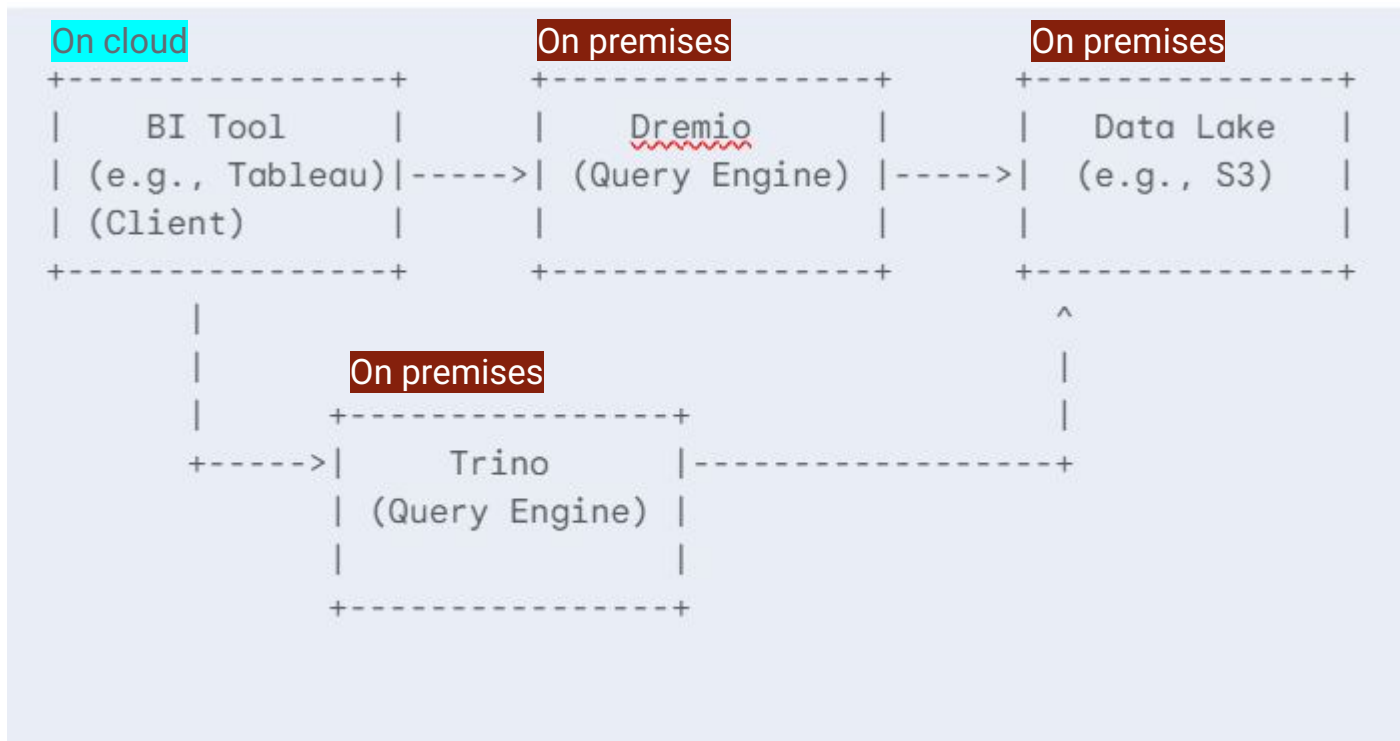 On cloud On premises On premises
+-----------------+ +-----------------+ +---------------+
| BI Tool | | Dremio | | Data Lake |
| (e.g., Tableau)|----->| (Query Engine) |----->| (e.g., S3) |
| (Client) | | | | |
+-----------------+ +-----------------+ +---------------+
| ^
| On premises |
| +-----------------+ |
+----->| Trino |------------------+
| (Query Engine) |
| |
+-----------------+